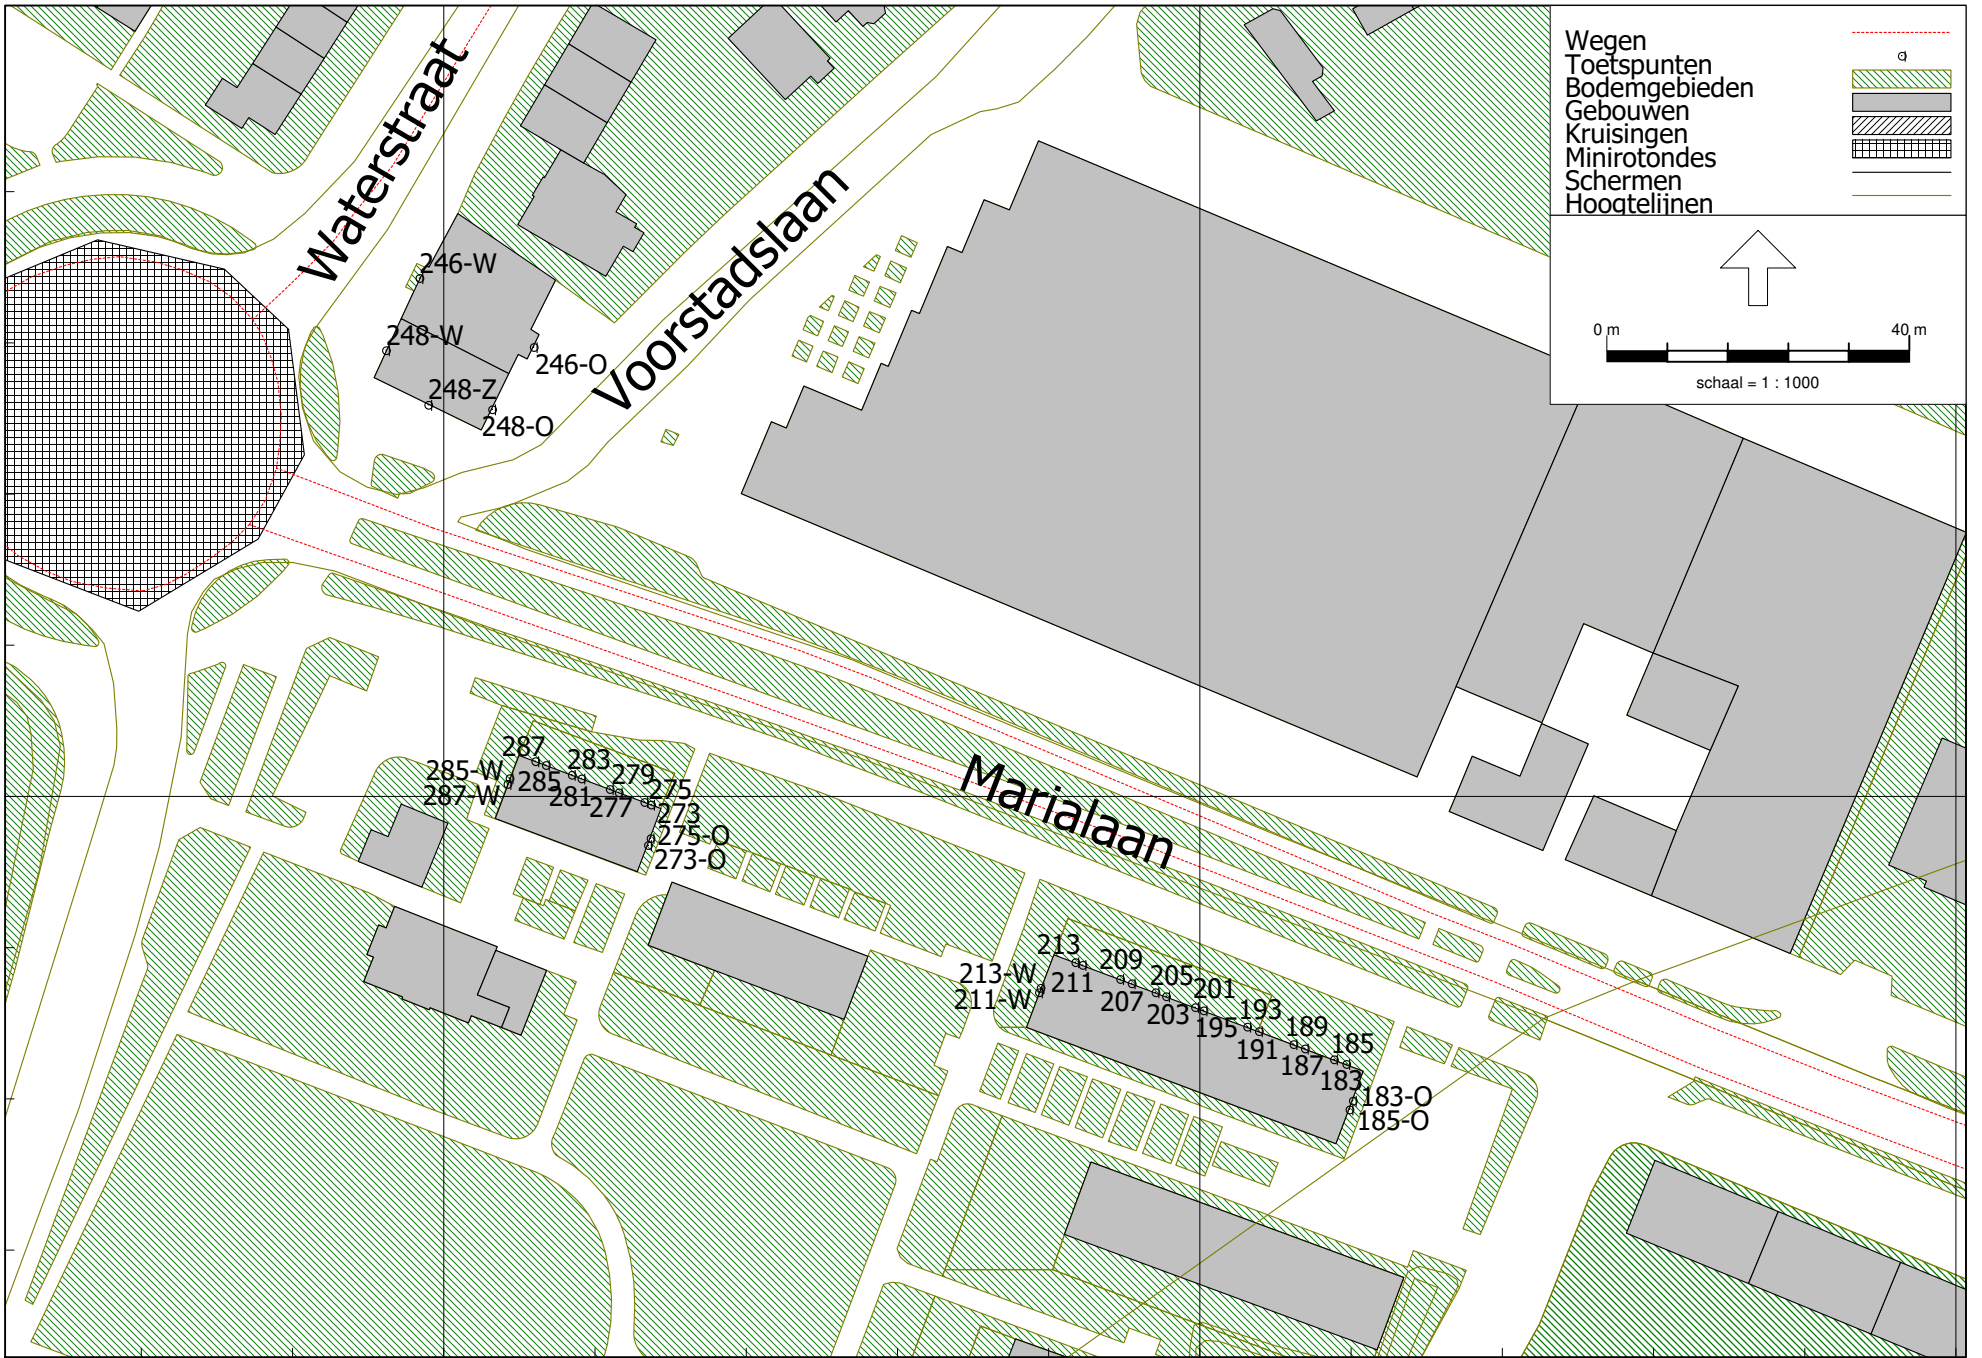 Wegen
Toetspunten
Bodemgebieden
Gebouwen
Kruisingen
Minirotondes
Schermen
Hoogtelijnen
0 m 40 m
schaal = 1 : 1000
Waterstraat
Voorstadslaan
246-W
248-W
246-O
248-Z
248-O
Marialaan
287
283
285-W
285
279
275
287-W
281
277
273
275-O
273-O
213
209
213-W
211
205
211-W
207
201
203
193
195
189
191
185
187
183
183-O
185-O